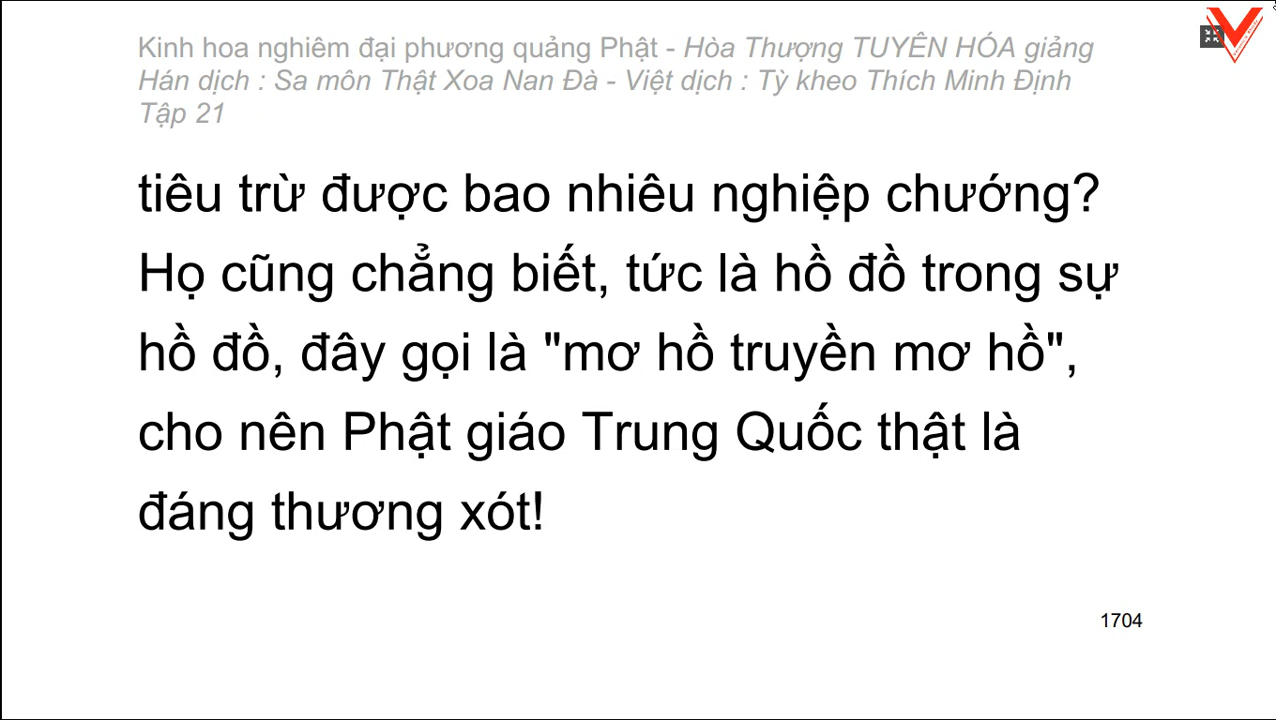 Kinh hoa nghiêm đại phương quảng Phật - Hòa Thượng TUYÊN HÓA giảng
Hán dịch : Sa môn Thật Xoa Nan Đà - Việt dịch : Tỳ kheo Thích Minh Định
Tập 21
tiêu trừ được bao nhiêu nghiệp chướng?
Họ cũng chẳng biết, tức là hồ đồ trong sự
hồ đồ, đây gọi là "mơ hồ truyền mơ hồ",
cho nên Phật giáo Trung Quốc thật là
đáng thương xót!
1704